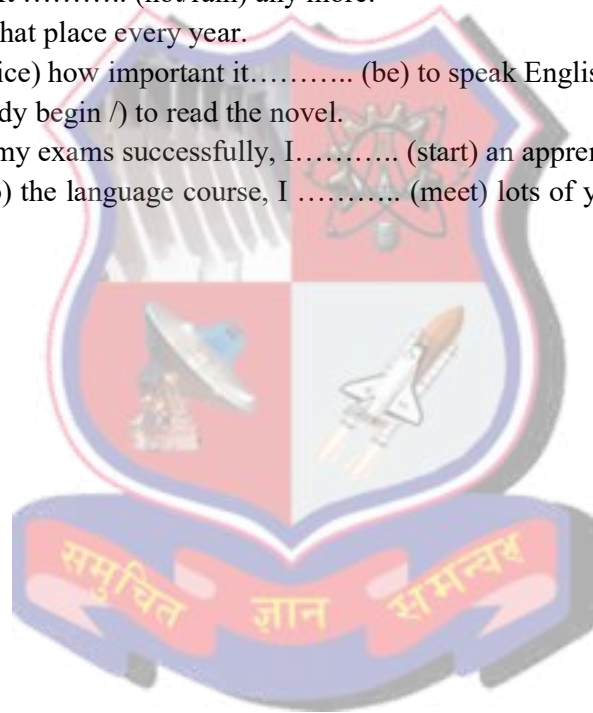 (not rain) any more.
hat place every year.
ice) how important it……….. (be) to speak Englis
dy begin /) to read the novel.
my exams successfully, I……….. (start) an appren
) the language course, I ……….. (meet) lots of y
समुचित ज्ञान समन्वय